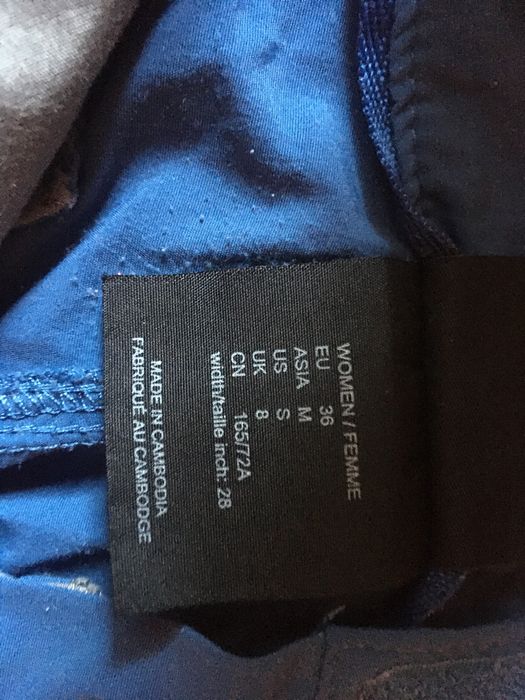 WOMEN / FEMME
EU 36
ASIA M
US S
UK 8
CN 165/72A
width/taille inch: 28
MADE IN CAMBODIA
FABRIQUÉ AU CAMBODGE